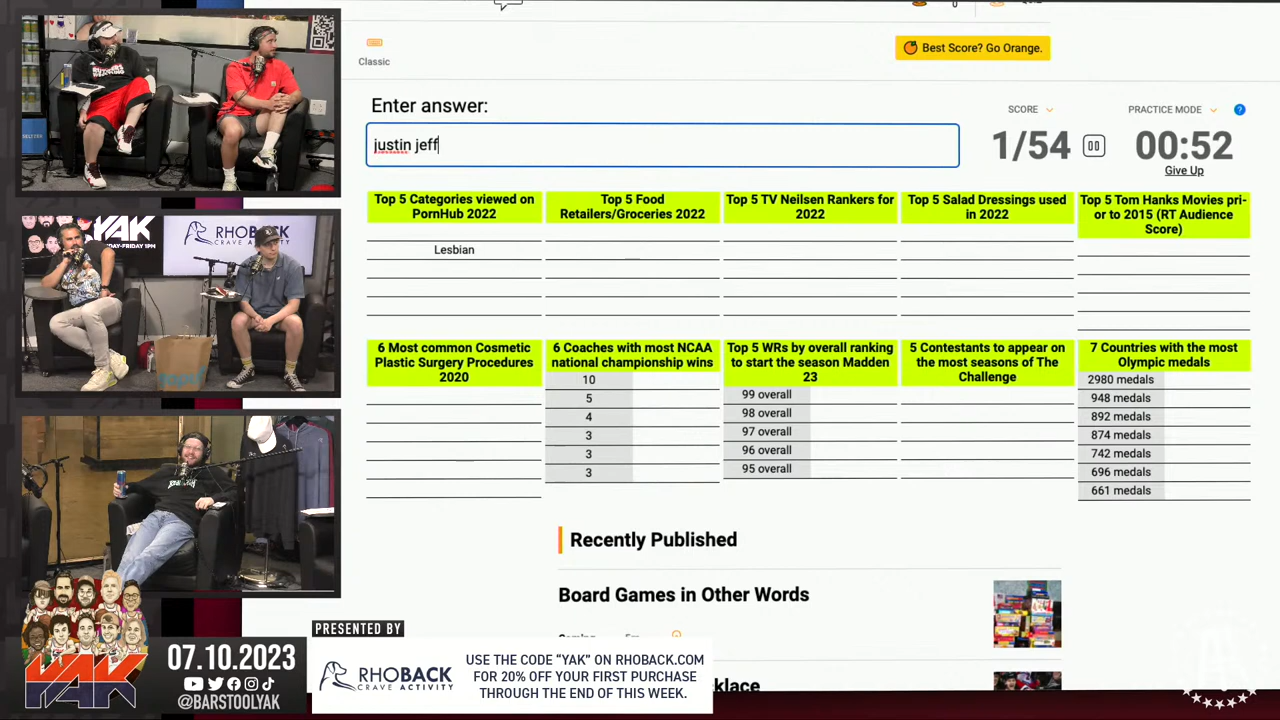 Classic
Best Score? Go Orange.
Enter answer:
justin jeff
SCORE
1/54
PRACTICE MODE
?
00:52
Give Up
Top 5 Categories viewed on
PornHub 2022
Lesbian
Top 5 Food
Retailers/Groceries 2022
Top 5 TV Neilsen Rankers for
2022
Top 5 Salad Dressings used
in 2022
Top 5 Tom Hanks Movies pri-
or to 2015 (RT Audience
Score)
6 Most common Cosmetic
Plastic Surgery Procedures
2020
6 Coaches with most NCAA
national championship wins
10
5
4
3
3
3
Top 5 WRs by overall ranking
to start the season Madden
23
99 overall
98 overall
97 overall
96 overall
95 overall
5 Contestants to appear on
the most seasons of The
Challenge
7 Countries with the most
Olympic medals
2980 medals
948 medals
892 medals
874 medals
742 medals
696 medals
661 medals
Recently Published
Board Games in Other Words
YAK
DAY-FRIDAY 1PM
RHOBACK
CRAVE ACTIVITY
YAK
07.10.2023
@BARSTOOLYAK
PRESENTED BY
RHOBACK
CRAVE ACTIVITY
USE THE CODE “YAK” ON RHOBACK.COM
FOR 20% OFF YOUR FIRST PURCHASE
THROUGH THE END OF THIS WEEK.